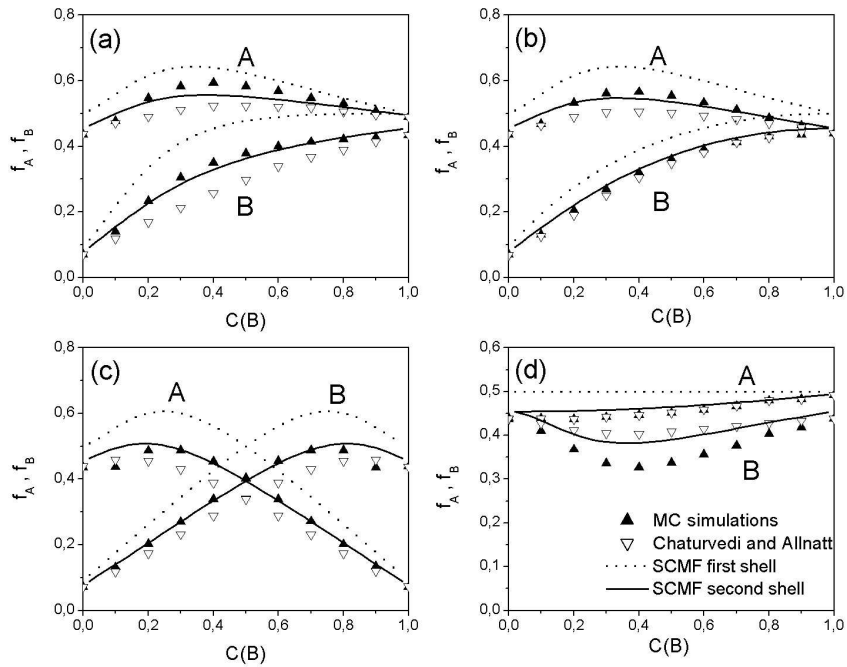 (a)
A
B
0,8
0,6
0,4
0,2
0,0
f_A , f_B
0,0 0,2 0,4 0,6 0,8 1,0
C(B)
(b)
A
B
0,8
0,6
0,4
0,2
0,0
f_A , f_B
0,0 0,2 0,4 0,6 0,8 1,0
C(B)
(c)
A
B
0,8
0,6
0,4
0,2
0,0
f_A , f_B
0,0 0,2 0,4 0,6 0,8 1,0
C(B)
(d)
A
B
0,6
0,5
0,4
0,3
0,2
0,1
0,0
f_A , f_B
MC simulations
Chaturvedi and Allnatt
SCMF first shell
SCMF second shell
0,0 0,2 0,4 0,6 0,8 1,0
C(B)